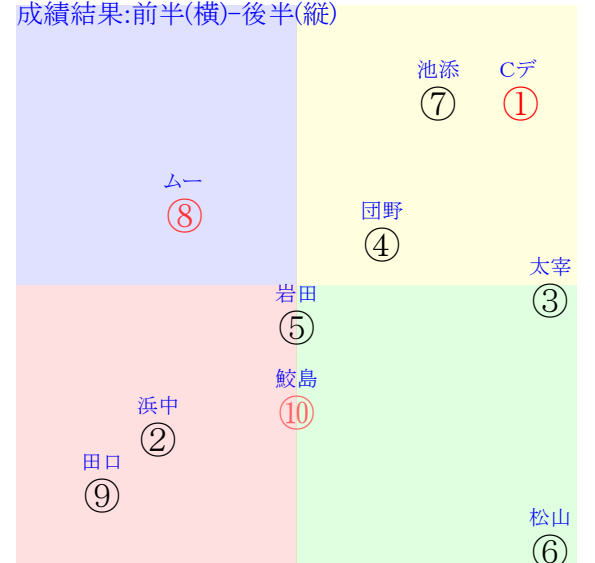 成績結果:前半(横)-後半(縦)
池添 Cデ
⑦ ①
ムー
⑧
団野
④
太宰
③
岩田
⑤
鮫島
⑩
浜中
②
田口
⑨
松山
⑥